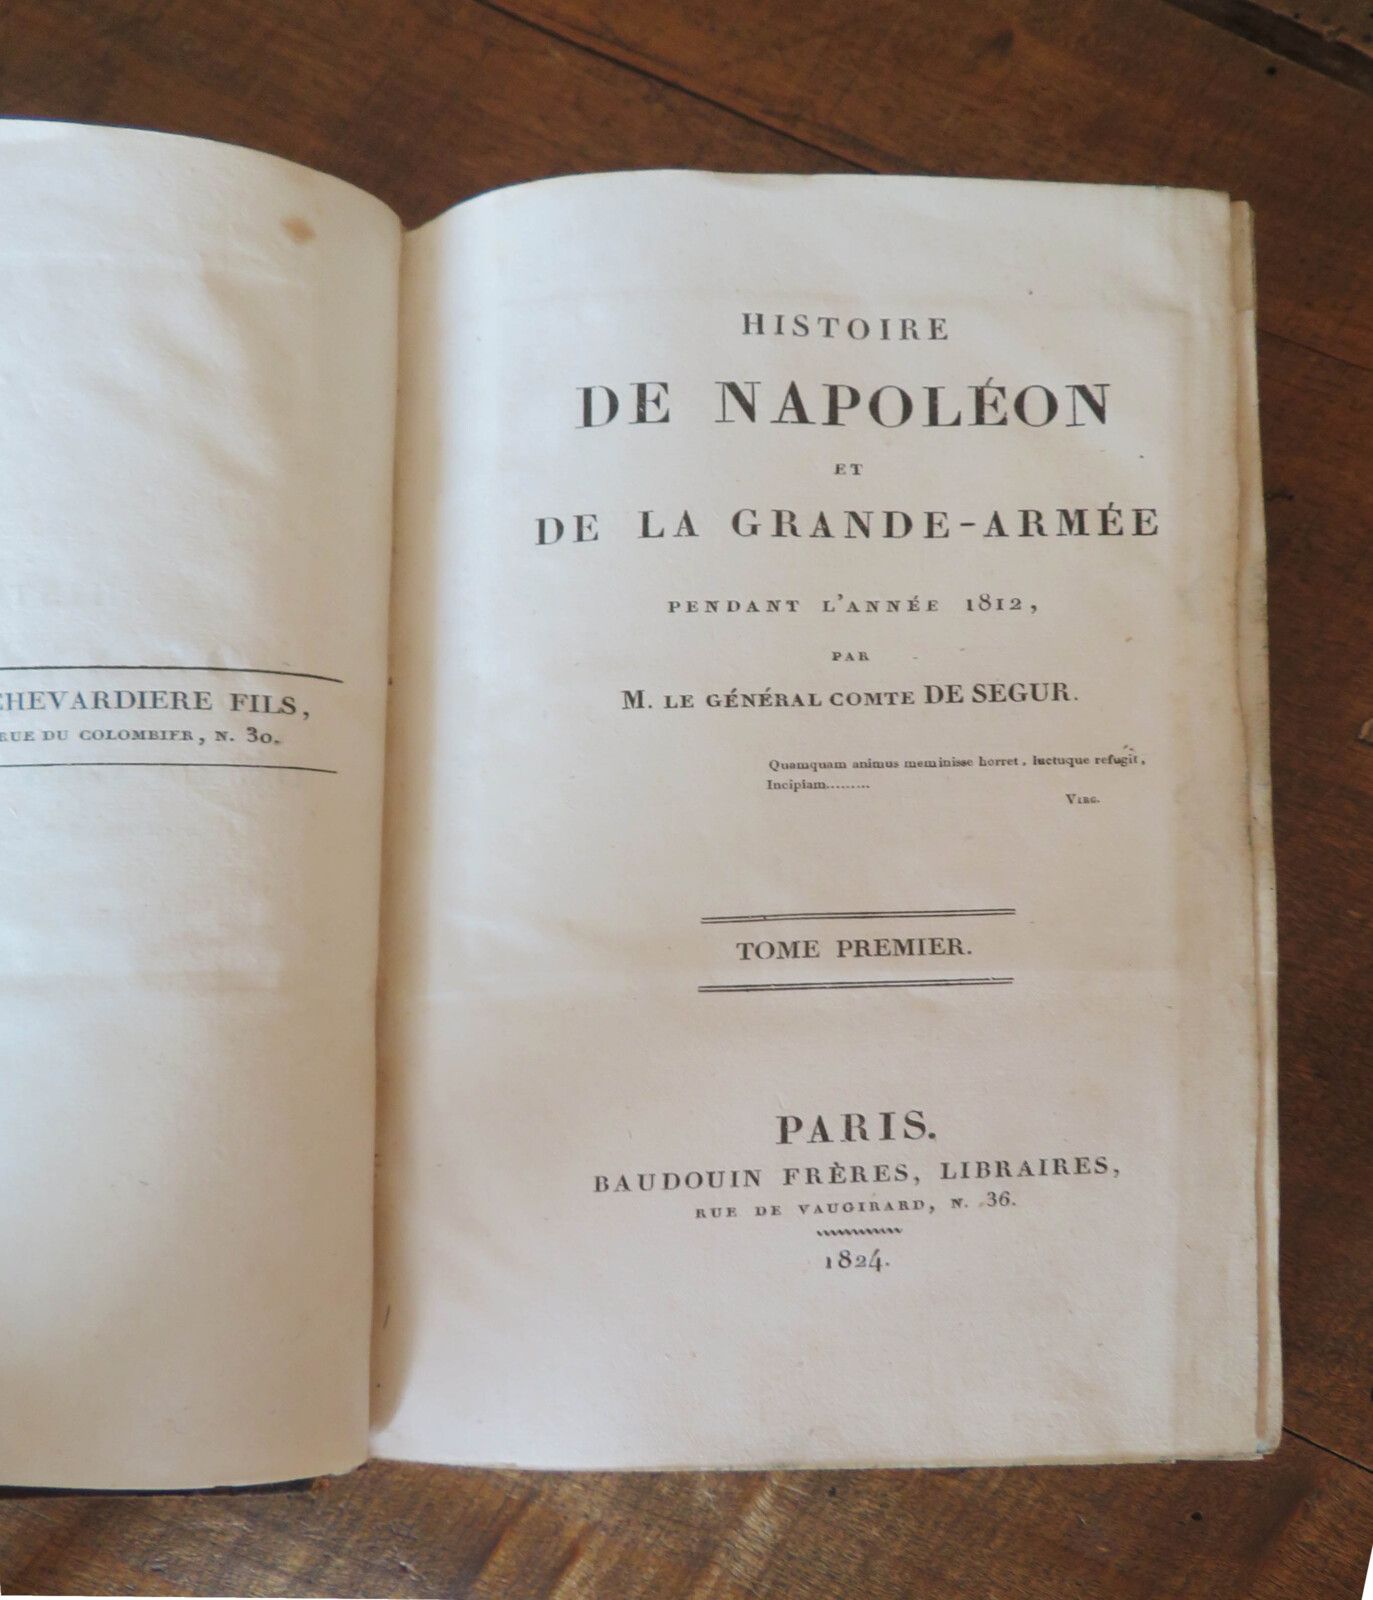 CHEVARDIERE FILS,
RUE DU COLOMBIER, N. 30.
HISTOIRE
DE NAPOLÉON
ET
DE LA GRANDE-ARMÉE
PENDANT L'ANNÉE 1812,
PAR
M. LE GÉNÉRAL COMTE DE SEGUR.
Quamquam animus meminisse horret, luctuque refugit,
Incipiam.........
VIRG.
TOME PREMIER.
PARIS.
BAUDOUIN FRÈRES, LIBRAIRES,
RUE DE VAUGIRARD, N. 36.
1824.